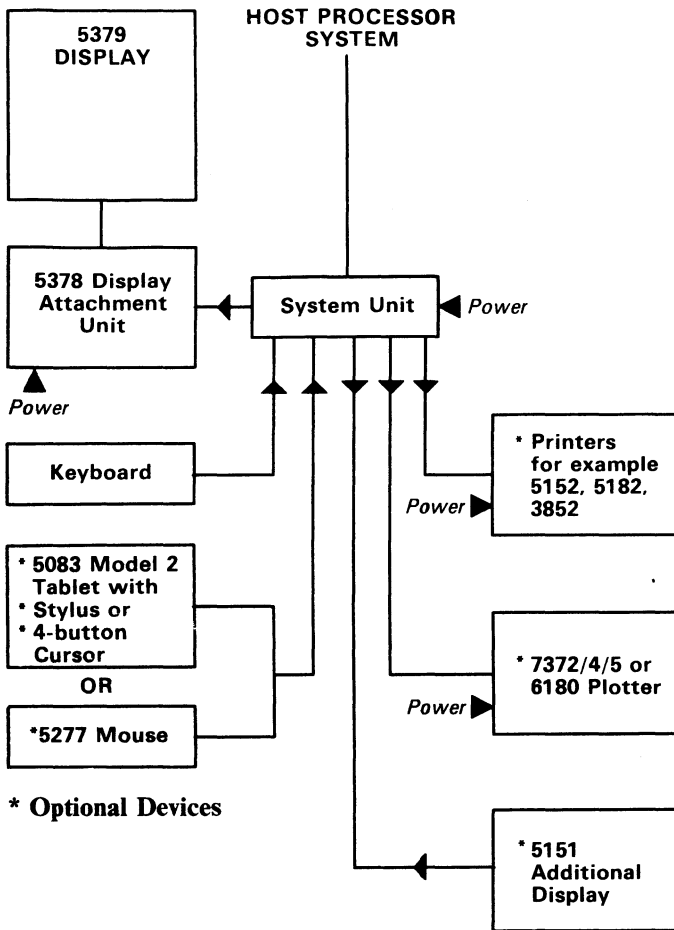 5379
DISPLAY
HOST PROCESSOR
SYSTEM
5378 Display
Attachment
Unit
System Unit
Power
Power
Keyboard
* Printers
for example
5152, 5182,
3852
Power
* 5083 Model 2
Tablet with
* Stylus or
* 4-button
Cursor
OR
*5277 Mouse
* 7372/4/5 or
6180 Plotter
Power
* Optional Devices
* 5151
Additional
Display